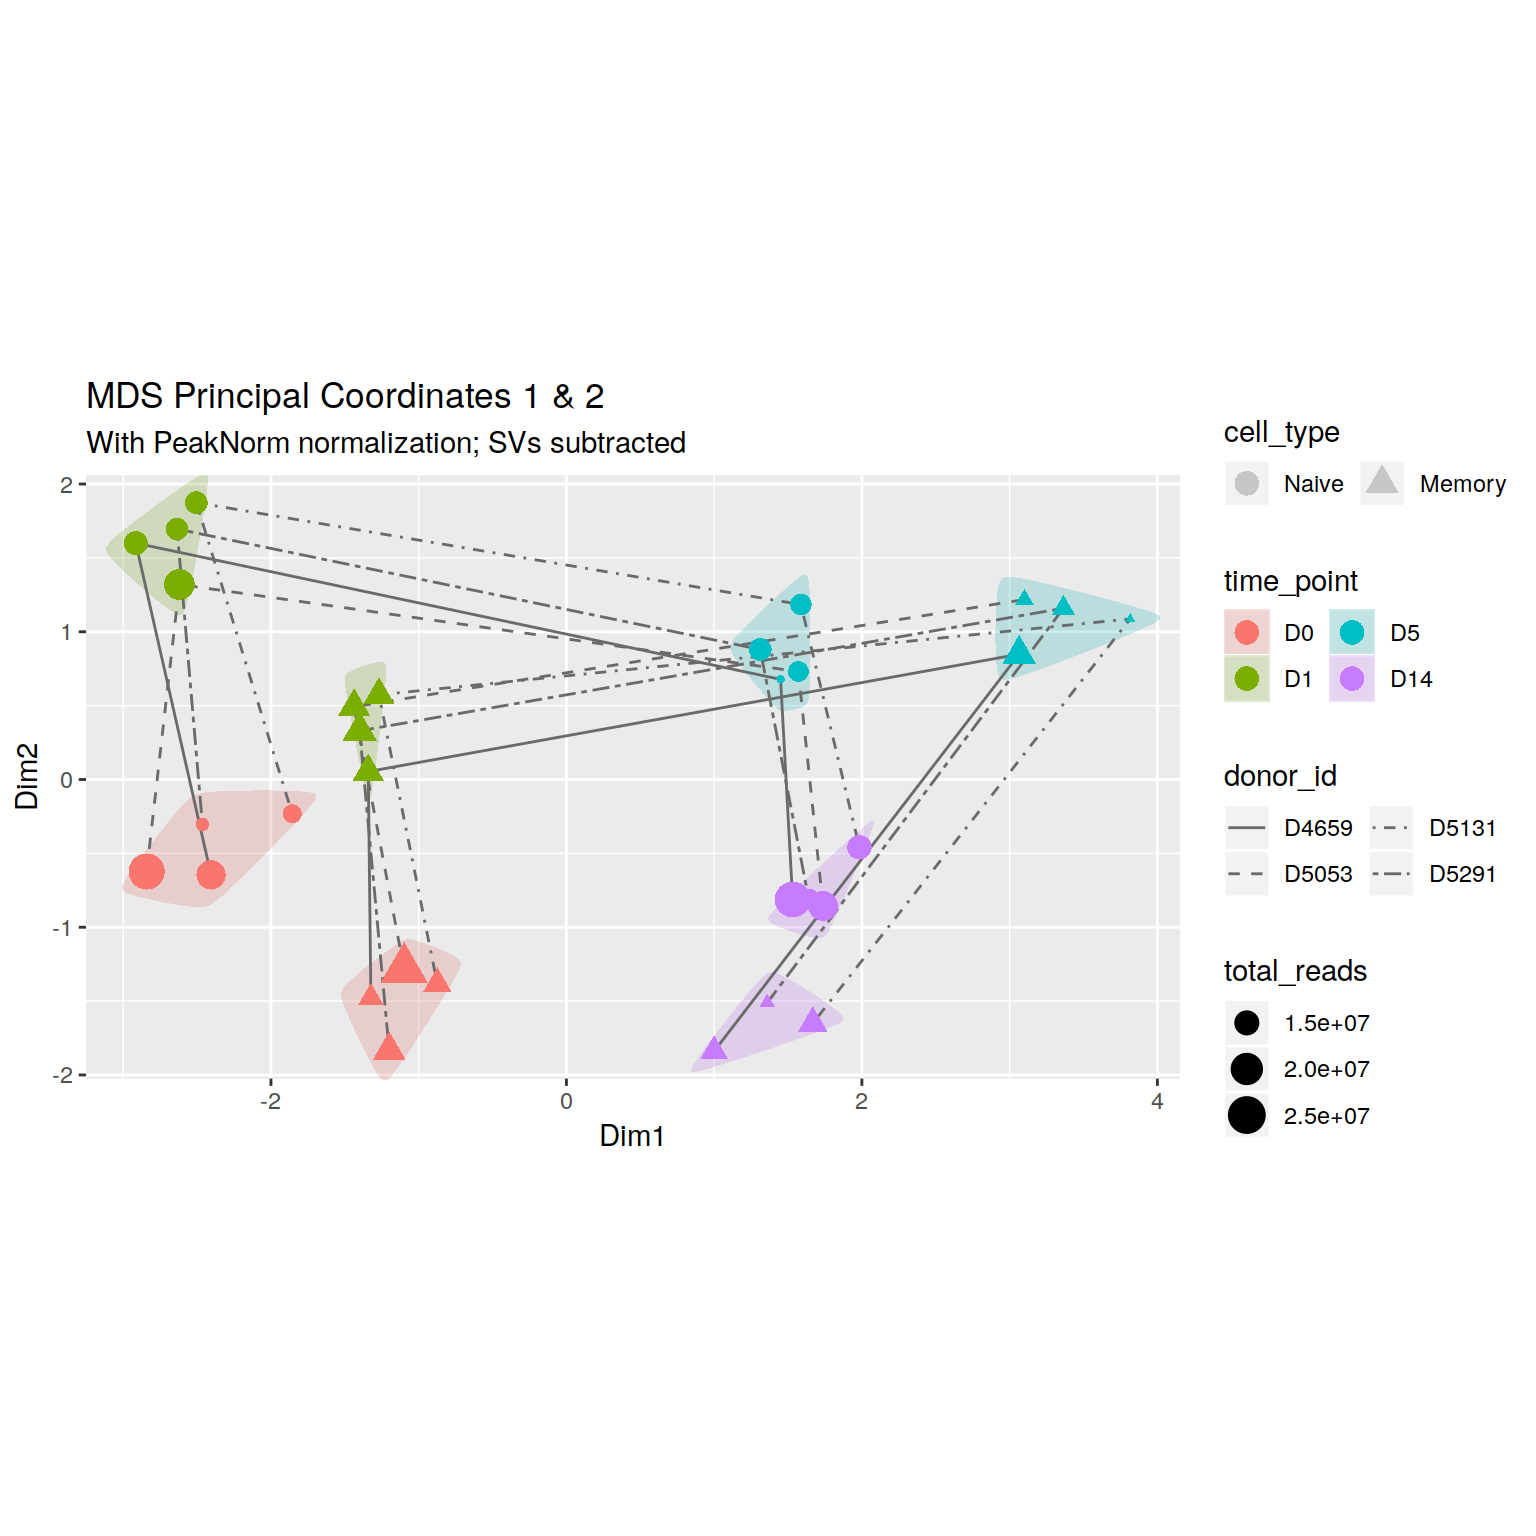 MDS Principal Coordinates 1 & 2
With PeakNorm normalization; SVs subtracted
2
1
0
-1
-2
Dim2
-2 0 2 4
Dim1
cell_type
Naive Memory
time_point
D0 D5
D1 D14
donor_id
D4659 D5131
D5053 D5291
total_reads
1.5e+07
2.0e+07
2.5e+07